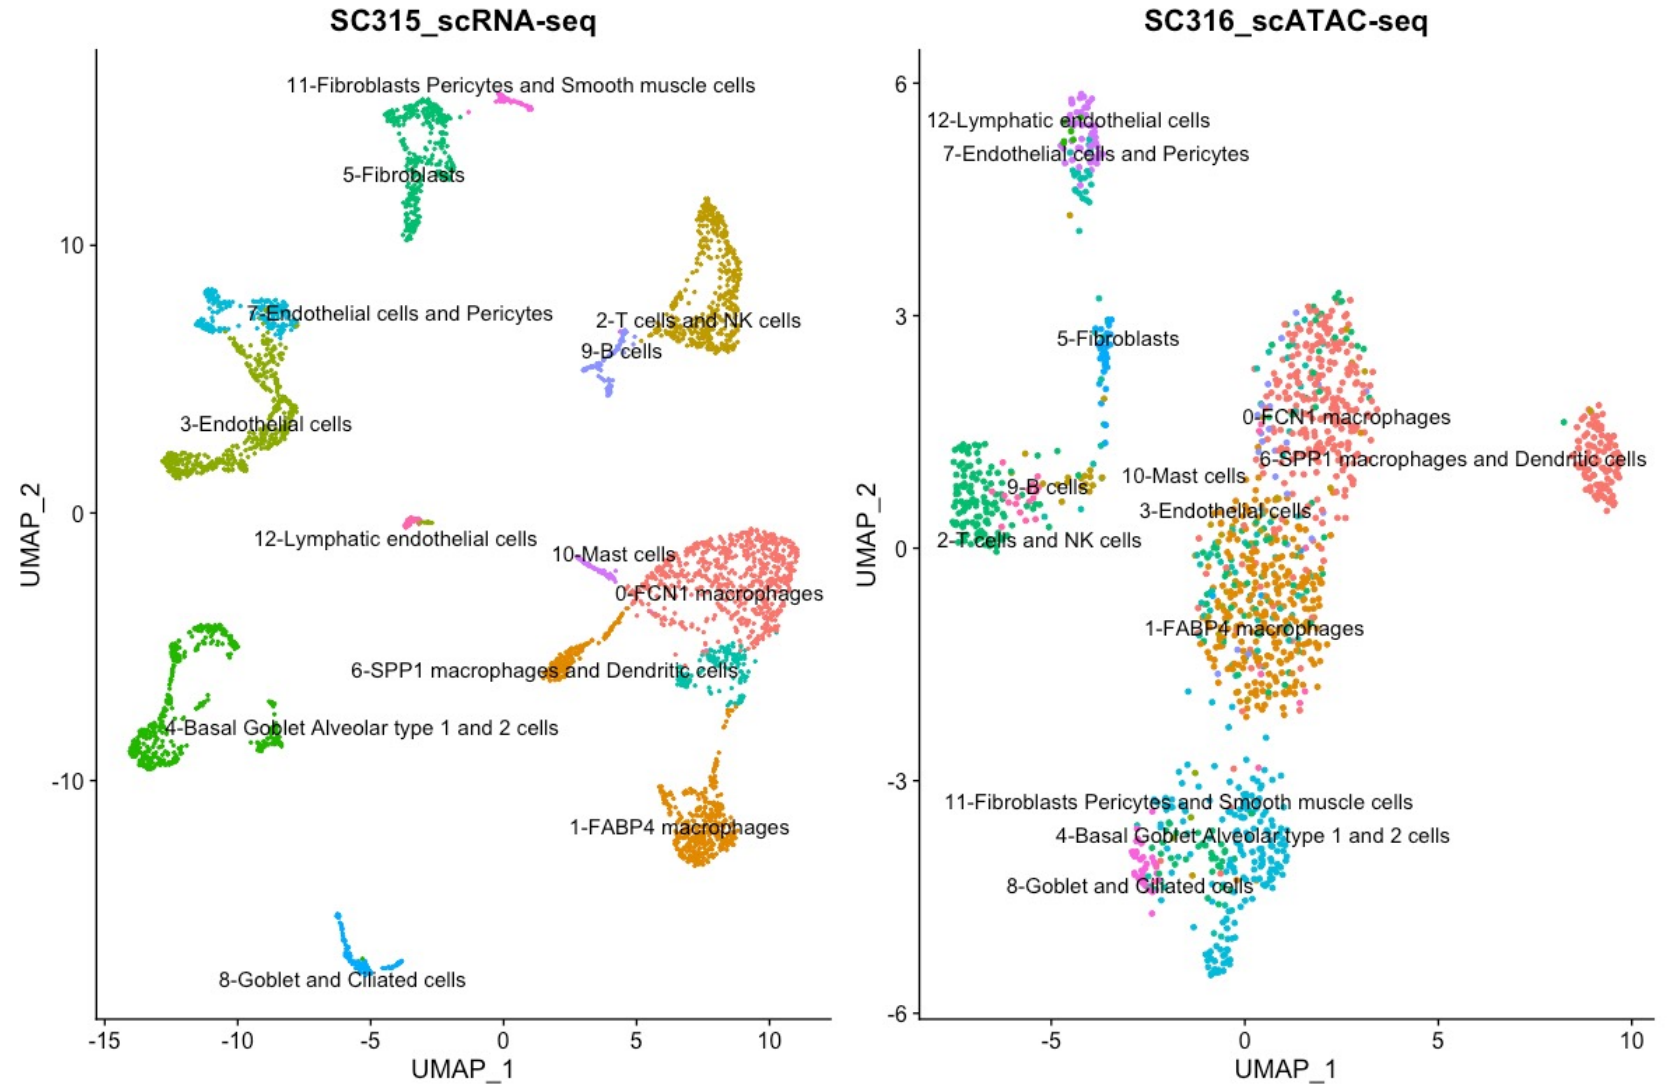 SC315_scRNA-seq
11-Fibroblasts Pericytes and Smooth muscle cells
5-Fibroblasts
10
7-Endothelial cells and Pericytes
2-T cells and NK cells
9-B cells
3-Endothelial cells
UMAP_2
0
12-Lymphatic endothelial cells
10-Mast cells
0-FCN1 macrophages
6-SPP1 macrophages and Dendritic cells
4-Basal Goblet Alveolar type 1 and 2 cells
-10
1-FABP4 macrophages
8-Goblet and Ciliated cells
-15 -10 -5 0 5 10
UMAP_1
SC316_scATAC-seq
6
12-Lymphatic endothelial cells
7-Endothelial cells and Pericytes
3
5-Fibroblasts
0-FCN1 macrophages
6-SPP1 macrophages and Dendritic cells
10-Mast cells
9-B cells
UMAP_2
3-Endothelial cells
2-T cells and NK cells
0
1-FABP4 macrophages
-3
11-Fibroblasts Pericytes and Smooth muscle cells
4-Basal Goblet Alveolar type 1 and 2 cells
8-Goblet and Ciliated cells
-6
-5 0 5 10
UMAP_1